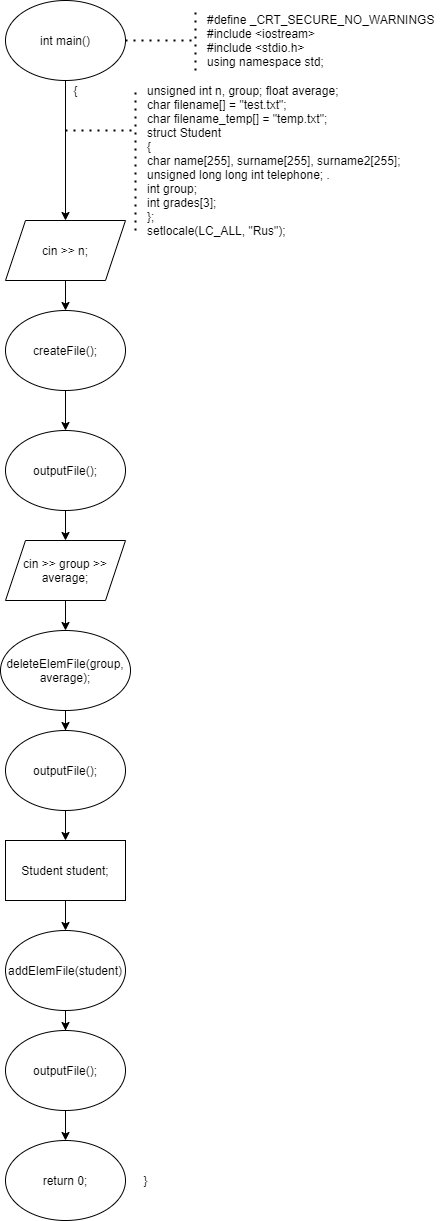 int main()
#define _CRT_SECURE_NO_WARNINGS
#include <iostream>
#include <stdio.h>
using namespace std;
{
unsigned int n, group; float average;
char filename[] = "test.txt";
char filename_temp[] = "temp.txt";
struct Student
{
char name[255], surname[255], surname2[255];
unsigned long long int telephone; .
int group;
int grades[3];
};
setlocale(LC_ALL, "Rus");
cin >> n;
createFile();
outputFile();
cin >> group >>
average;
deleteElemFile(group,
average);
outputFile();
Student student;
addElemFile(student)
outputFile();
return 0;
}